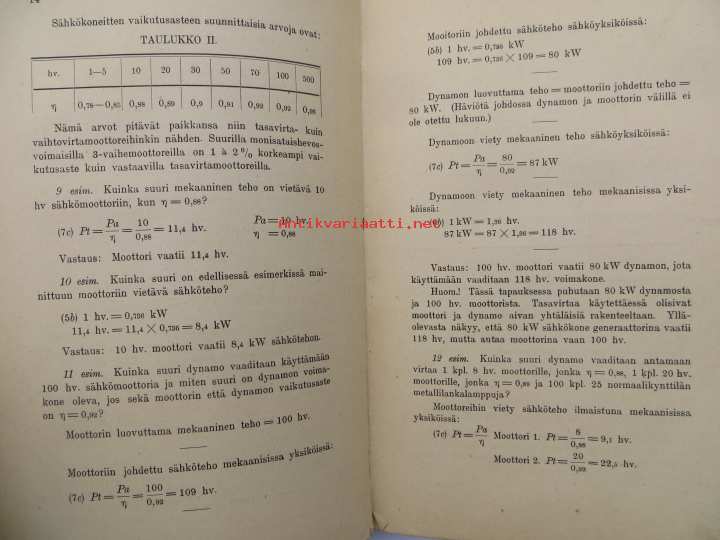 14
Sähkökoneitten vaikutusasteen suunnittaisia arvoja ovat:
TAULUKKO II.
hv. 1—5 10 20 30 50 70 100 500
η 0,78—0,85 0,88 0,89 0,9 0,91 0,92 0,92 0,98
Nämä arvot pitävät paikkansa niin tasavirta- kuin
vaihtovirtamoottoreihinkin nähden. Suurilla monisataishevos-
voimaisilla 3-vaihemoottoreilla on 1 à 2 % korkeampi vai-
kutusaste kuin vastaavilla tasavirtamoottoreilla.
9 esim. Kuinka suuri mekaaninen teho on vietävä 10
hv sähkömoottoriin, kun η = 0,88?
(7c) Pt = Pa/η = 10/0,88 = 11,4 hv. Pa = 10 hv.
η = 0,88
Vastaus: Moottori vaatii 11,4 hv.
10 esim. Kuinka suuri on edellisessä esimerkissä mai-
nittuun moottoriin vietävä sähköteho?
(5b) 1 hv. = 0,736 kW
11,4 hv. = 11,4 × 0,736 = 8,4 kW
Vastaus: 10 hv. moottori vaatii 8,4 kW sähkötehon.
11 esim. Kuinka suuri dynamo vaaditaan käyttämään
100 hv. sähkömoottoria ja miten suuri on dynamon voima-
kone oleva, jos sekä moottorin että dynamon vaikutusaste
on η = 0,92?
Moottorin luovuttama mekaaninen teho = 100 hv.
Moottoriin johdettu sähköteho mekaanisissa yksiköissä:
(7c) Pt = Pa/η = 100/0,92 = 109 hv.
Mooitoriin johdettu sähköteho sähköyksiköissä:
(5b) 1 hv. = 0,736 kW
109 hv. = 0,736 × 109 = 80 kW
Dynamon luovuttama teho = moottoriin johdettu teho =
80 kW. (Häviötä johdossa dynamon ja moottorin välillä ei
ole otettu lukuun.)
Dynamoon viety mekaaninen teho sähköyksiköissä:
(7c) Pt = Pa/η = 80/0,92 = 87 kW
Dynamoon viety mekaaninen teho mekaanisissa yksi-
köissä:
(6b) 1 kW = 1,36 hv.
87 kW = 87 × 1,36 = 118 hv.
Vastaus: 100 hv. moottori vaatii 80 kW dynamon, jota
käyttämään vaaditaan 118 hv. voimakone.
Huom.! Tässä tapauksessa puhutaan 80 kW dynamosta
ja 100 hv. moottorista. Tasavirtaa käytettäessä olisivat
moottori ja dynamo aivan yhtäläisiä rakenteeltaan. Yllä-
olevasta näkyy, että 80 kW sähkökone generaattorina vaatii
118 hv, mutta antaa moottorina vaan 100 hv.
12 esim. Kuinka suuri dynamo vaaditaan antamaan
virtaa 1 kpl. 8 hv. moottorille, jonka η = 0,88, 1 kpl. 20 hv.
moottorille, jonka η = 0,88 ja 100 kpl. 25 normaalikynttilän
metallilankalamppuja?
Moottoreihin viety sähköteho ilmaistuna mekaanisissa
yksiköissä:
(7c) Pt = Pa/η Moottori 1. Pt = 8/0,88 = 9,1 hv.
Moottori 2. Pt = 20/0,89 = 22,5 hv.
Antikvariaatti.net